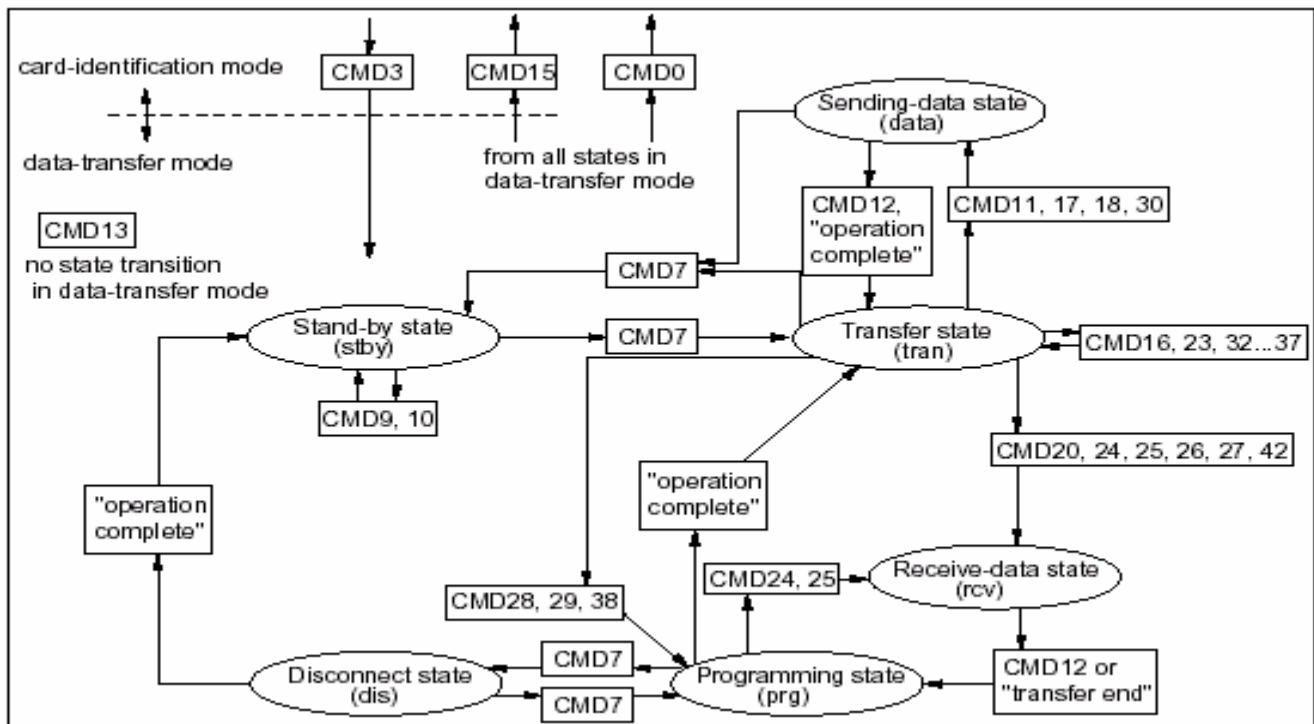 card-identification mode
CMD3
CMD15
CMD0
data-transfer mode
from all states in
data-transfer mode
Sending-data state
(data)
CMD12,
"operation
complete"
CMD11, 17, 18, 30
CMD13
no state transition
in data-transfer mode
CMD7
Stand-by state
(stby)
CMD7
Transfer state
(tran)
CMD16, 23, 32...37
CMD9, 10
CMD20, 24, 25, 26, 27, 42
"operation
complete"
"operation
complete"
Receive-data state
(rcv)
CMD24, 25
CMD28, 29, 38
CMD7
Disconnect state
(dis)
CMD7
Programming state
(prg)
CMD12 or
"transfer end"